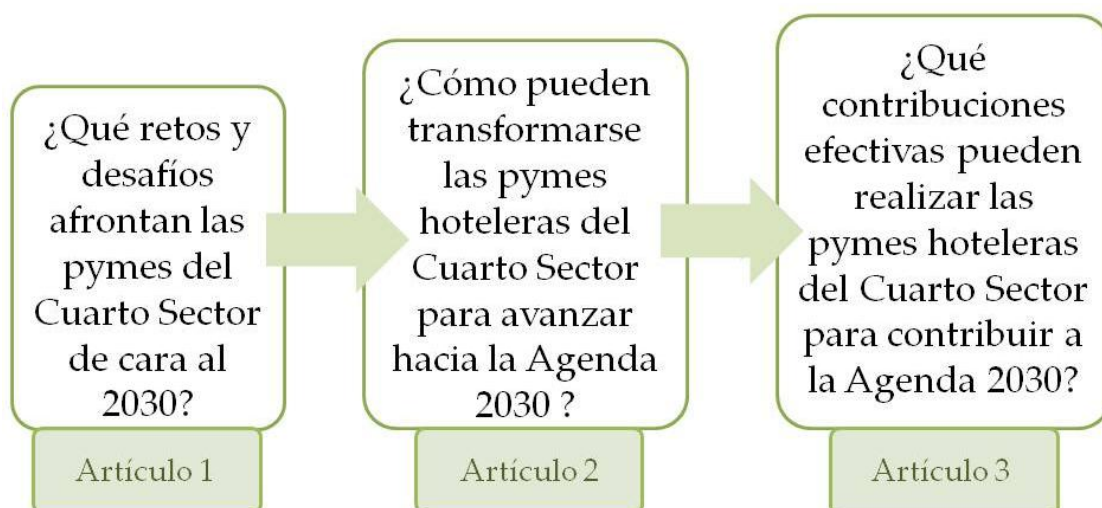 ¿Qué retos y
desafíos
afrontan las
pymes del
Cuarto Sector
de cara al
2030?
Artículo 1
¿Cómo pueden
transformarse
las pymes
hoteleras del
Cuarto Sector
para avanzar
hacia la Agenda
2030 ?
Artículo 2
¿Qué
contribuciones
efectivas pueden
realizar las
pymes hoteleras
del Cuarto Sector
para contribuir a
la Agenda 2030?
Artículo 3